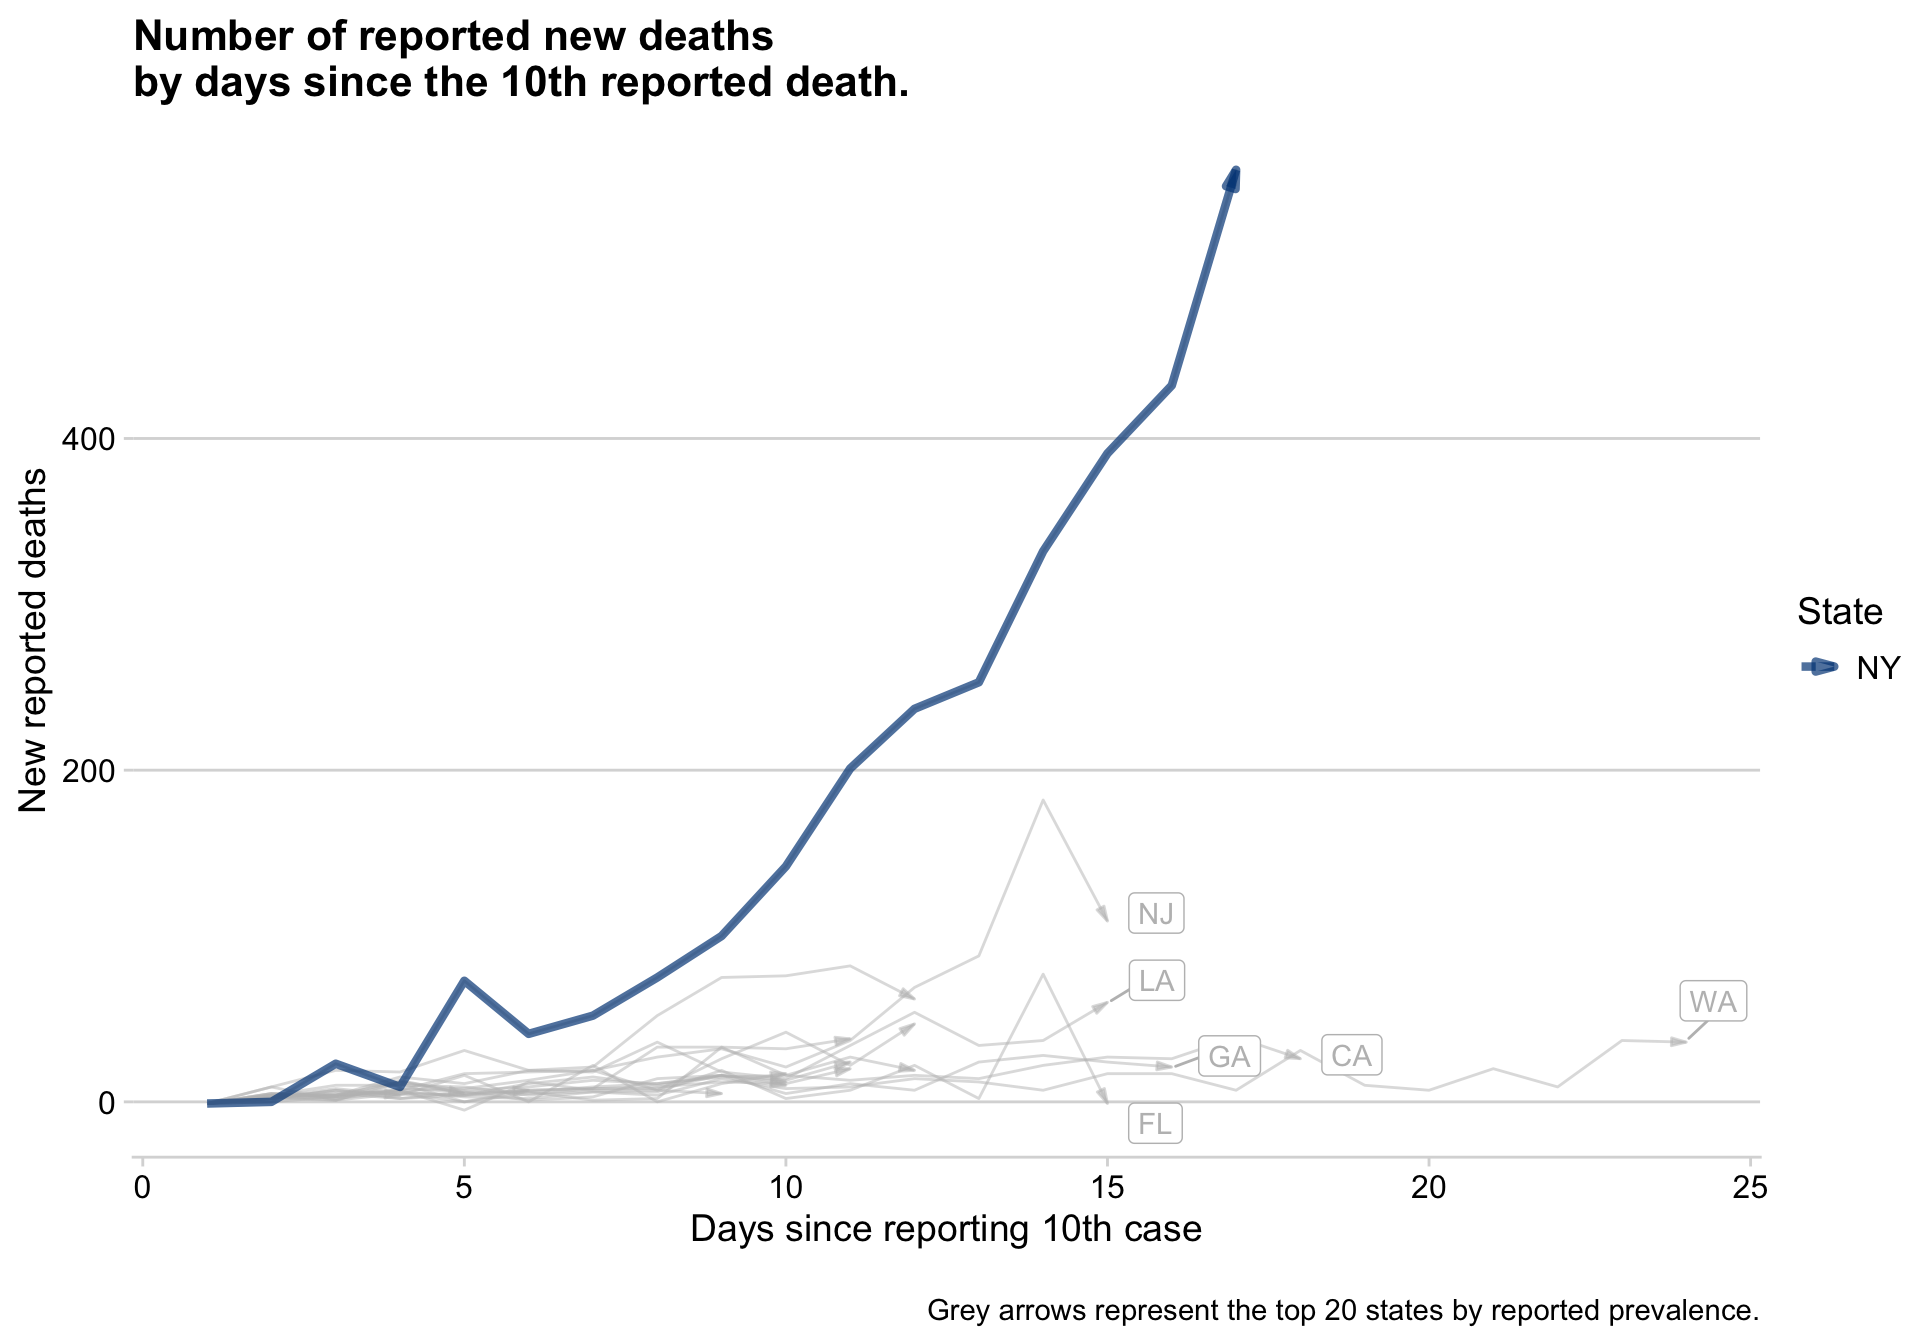 Number of reported new deaths
by days since the 10th reported death.
New reported deaths
400
200
0
NJ
LA
WA
GA
CA
FL
0 5 10 15 20 25
Days since reporting 10th case
State
NY
Grey arrows represent the top 20 states by reported prevalence.